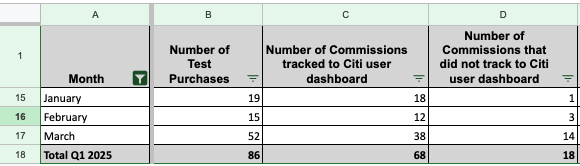 A B C D
1
Month
Number of
Test
Purchases
Number of Commissions
tracked to Citi user
dashboard
Number of
Commissions that
did not track to Citi
user dashboard
15 January 19 18 1
16 February 15 12 3
17 March 52 38 14
18 Total Q1 2025 86 68 18